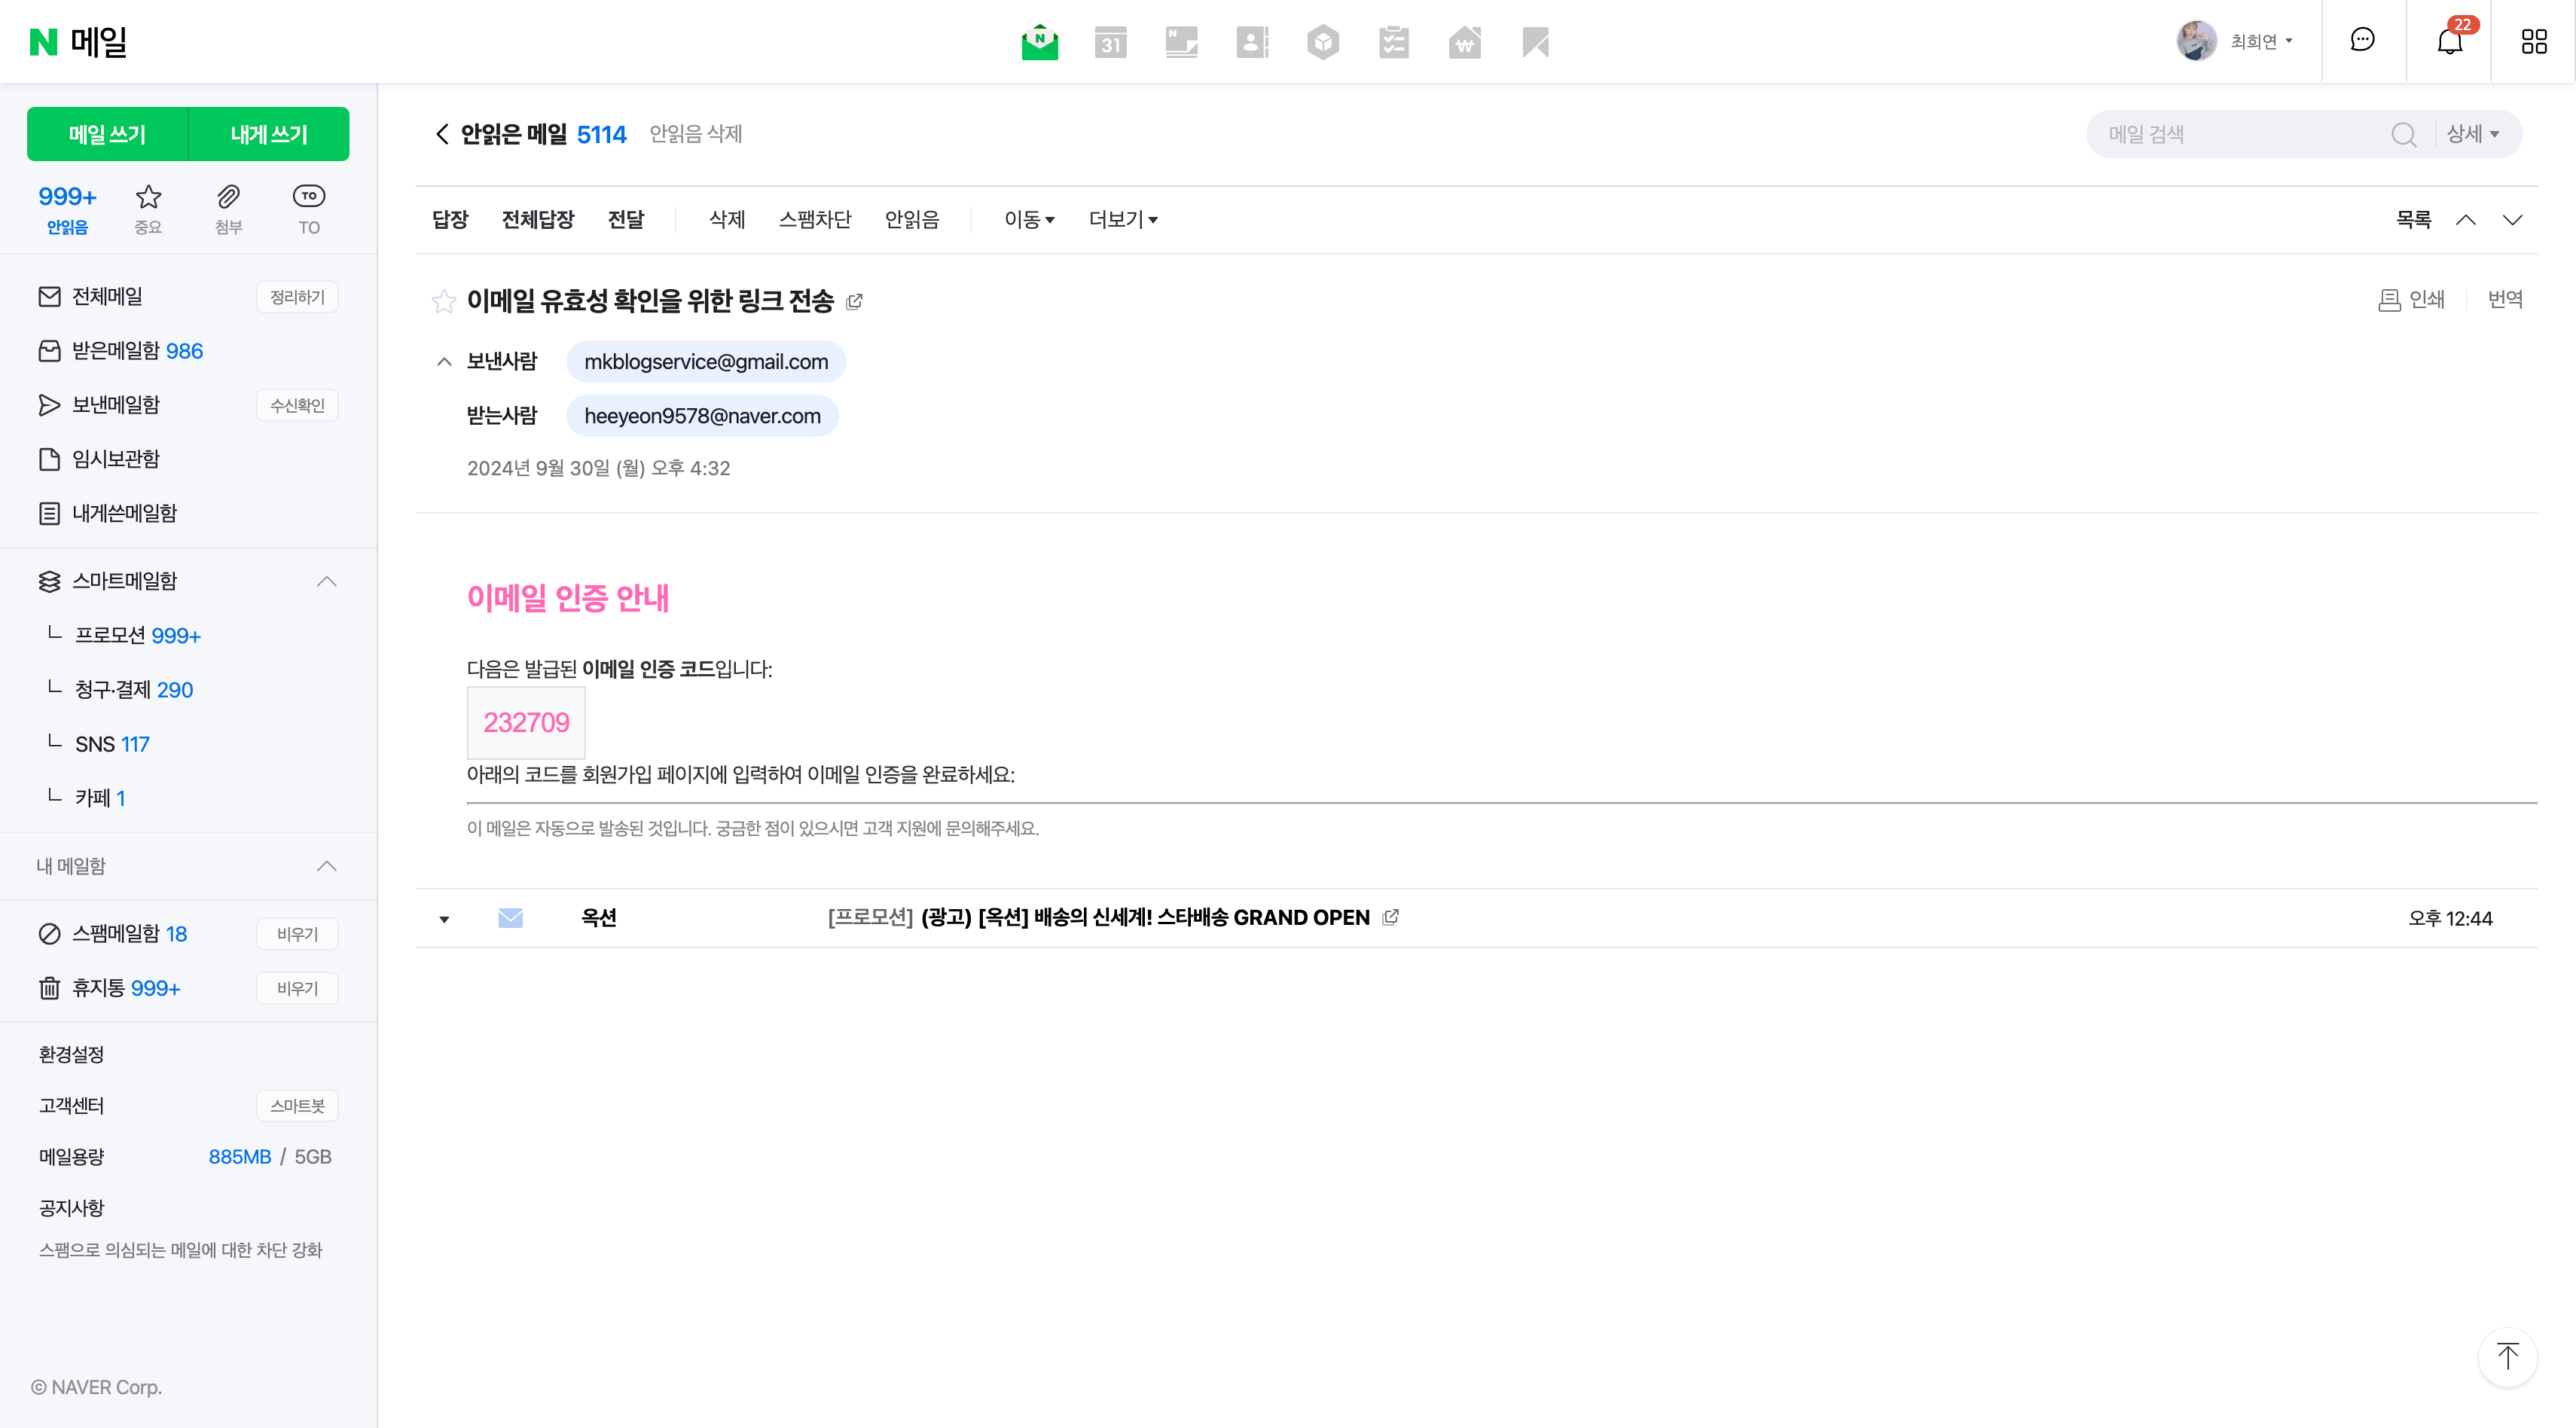 N 메일
N
31
N
₩
최희연
22
메일 쓰기
내게 쓰기
999+
안읽음
중요
첨부
TO
TO
전체메일
정리하기
받은메일함 986
보낸메일함
수신확인
임시보관함
내게쓴메일함
스마트메일함
프로모션 999+
청구·결제 290
SNS 117
카페 1
내 메일함
스팸메일함 18
비우기
휴지통 999+
비우기
환경설정
고객센터
스마트봇
메일용량
885MB / 5GB
공지사항
스팸으로 의심되는 메일에 대한 차단 강화
© NAVER Corp.
안읽은 메일 5114 안읽음 삭제
메일 검색
상세
답장 전체답장 전달 삭제 스팸차단 안읽음 이동 더보기
목록
이메일 유효성 확인을 위한 링크 전송
인쇄 번역
보낸사람 mkblogservice@gmail.com
받는사람 heeyeon9578@naver.com
2024년 9월 30일 (월) 오후 4:32
이메일 인증 안내
다음은 발급된 이메일 인증 코드입니다:
232709
아래의 코드를 회원가입 페이지에 입력하여 이메일 인증을 완료하세요:
이 메일은 자동으로 발송된 것입니다. 궁금한 점이 있으시면 고객 지원에 문의해주세요.
옥션 [프로모션] (광고) [옥션] 배송의 신세계! 스타배송 GRAND OPEN 오후 12:44